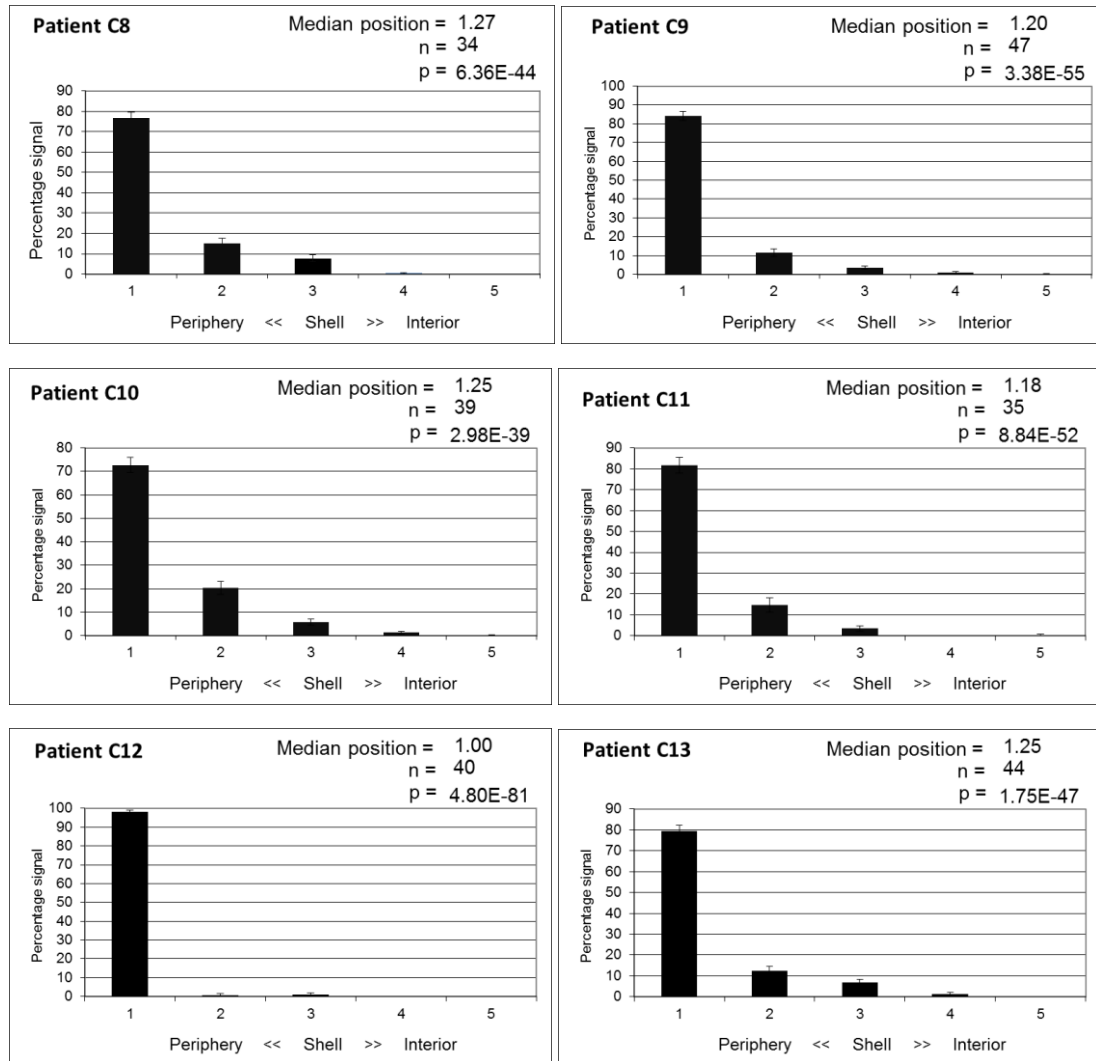 Patient C8
Median position = 1.27
n = 34
p = 6.36E-44
Percentage signal
90
80
70
60
50
40
30
20
10
0
1 2 3 4 5
Periphery << Shell >> Interior
Patient C9
Median position = 1.20
n = 47
p = 3.38E-55
Percentage signal
100
90
80
70
60
50
40
30
20
10
0
1 2 3 4 5
Periphery << Shell >> Interior
Patient C10
Median position = 1.25
n = 39
p = 2.98E-39
Percentage signal
80
70
60
50
40
30
20
10
0
1 2 3 4 5
Periphery << Shell >> Interior
Patient C11
Median position = 1.18
n = 35
p = 8.84E-52
Percentage signal
90
80
70
60
50
40
30
20
10
0
1 2 3 4 5
Periphery << Shell >> Interior
Patient C12
Median position = 1.00
n = 40
p = 4.80E-81
Percentage signal
100
90
80
70
60
50
40
30
20
10
0
1 2 3 4 5
Periphery << Shell >> Interior
Patient C13
Median position = 1.25
n = 44
p = 1.75E-47
Percentage signal
90
80
70
60
50
40
30
20
10
0
1 2 3 4 5
Periphery << Shell >> Interior